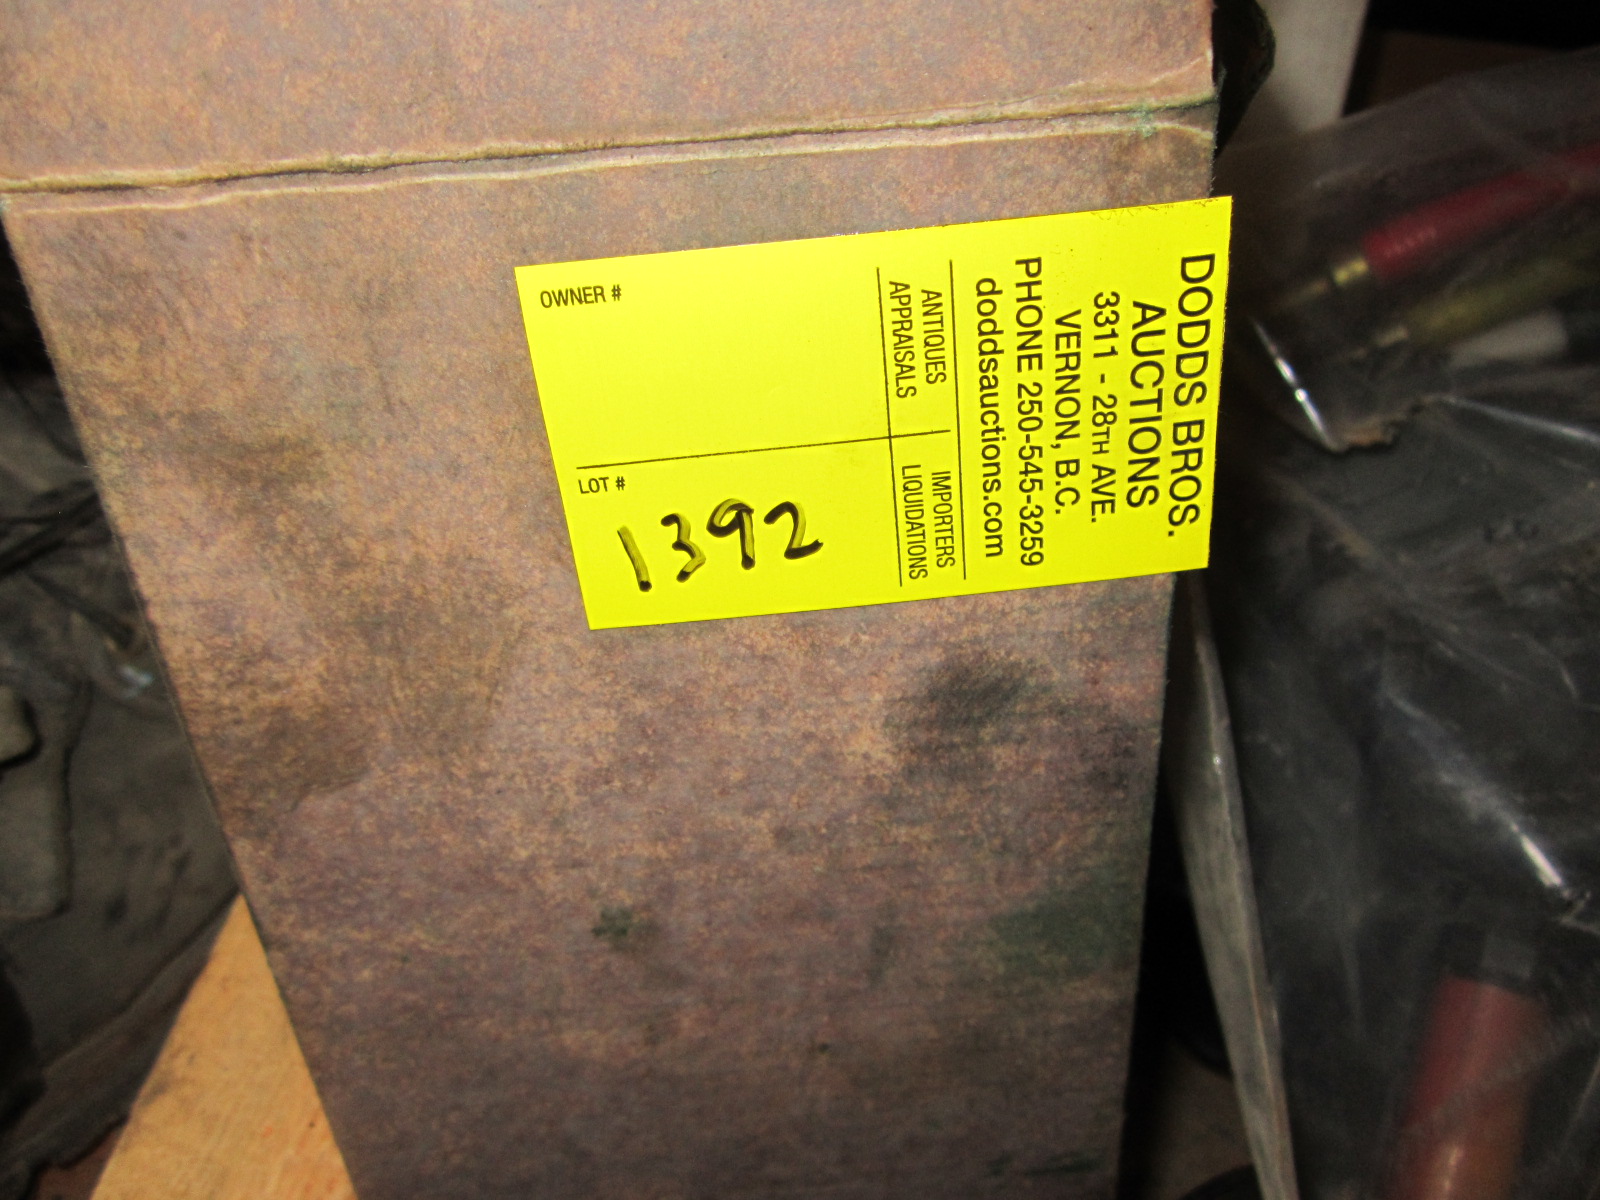 DODDS BROS.
AUCTIONS
3311 - 28TH AVE.
VERNON, B.C.
PHONE 250-545-3259
doddsauctions.com
ANTIQUES
APPRAISALS
IMPORTERS
LIQUIDATIONS
OWNER #
LOT #
1392